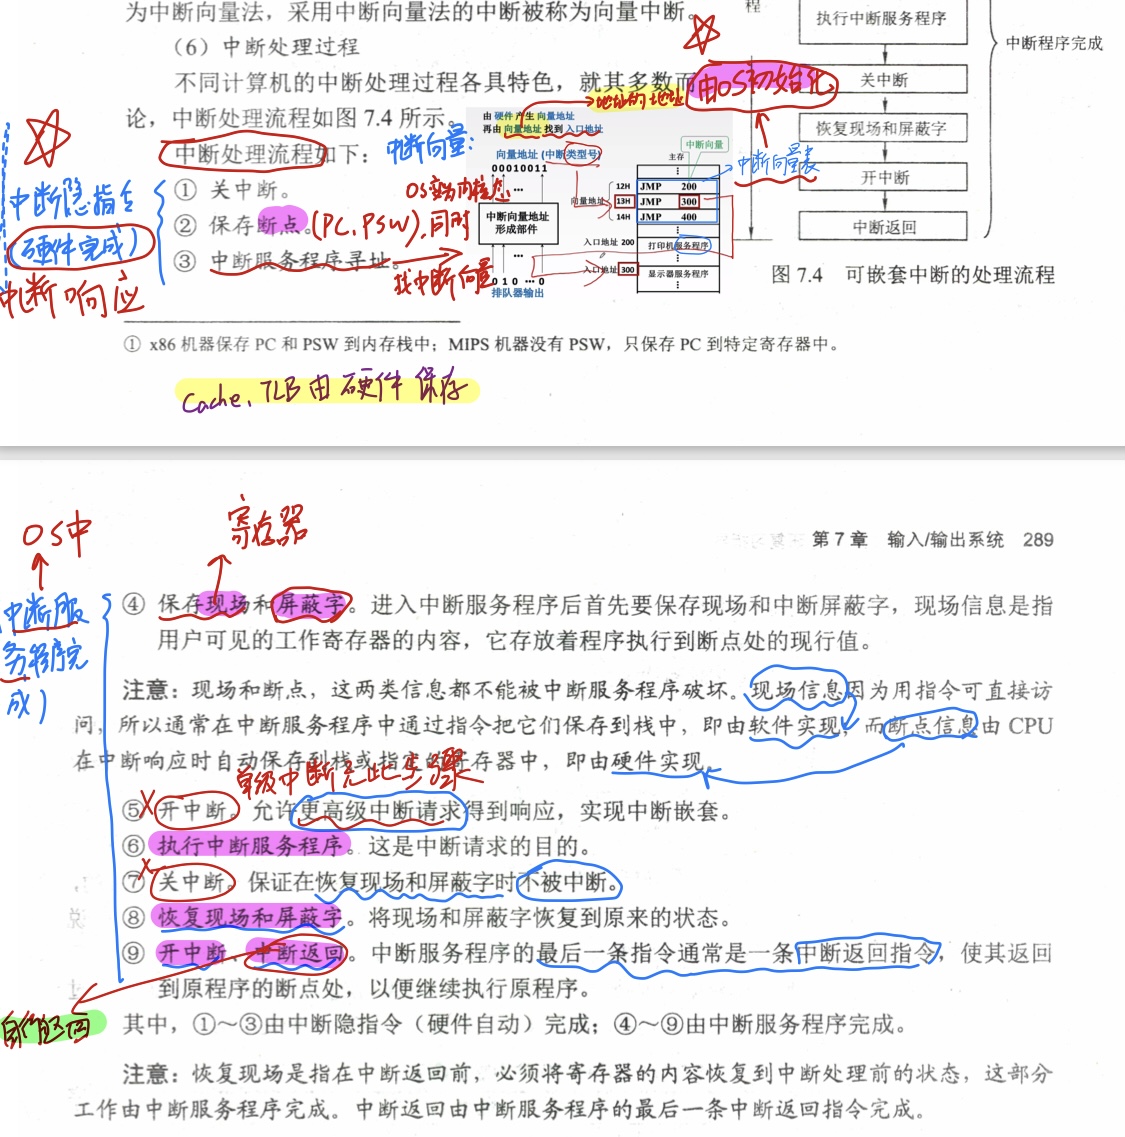 为中断向量法，采用中断向量法的中断被称为向量中断。
（6）中断处理过程
不同计算机的中断处理过程各具特色，就其多数而
论，中断处理流程如图 7.4 所示。
中断处理流程如下：
① 关中断。
② 保存断点。(PC, PSW).同时
③ 中断服务程序寻址。
找中断向量
中断隐指令
(硬件完成)
中断响应
中断向量:
由 硬件 产生 向量地址
再由 向量地址 找到 入口地址
地址的地址
由OS初始化
向量地址 (中断类型号)
00010011
中断向量地址
形成部件
0 1 0 ··· 0
排队器输出
主存
中断向量
中断向量表
12H JMP 200
向量地址 13H JMP 300
14H JMP 400
入口地址 200 打印机服务程序
入口地址 300 显示器服务程序
程
执行中断服务程序
关中断
恢复现场和屏蔽字
开中断
中断返回
中断程序完成
图 7.4 可嵌套中断的处理流程
① x86 机器保存 PC 和 PSW 到内存栈中；MIPS 机器没有 PSW，只保存 PC 到特定寄存器中。
Cache、TLB 由 硬件 保存
第 7 章 输入/输出系统 289
OS中
寄存器
中断服
务程序完
成)
④ 保存现场和屏蔽字。进入中断服务程序后首先要保存现场和中断屏蔽字，现场信息是指
用户可见的工作寄存器的内容，它存放着程序执行到断点处的现行值。
注意：现场和断点，这两类信息都不能被中断服务程序破坏。现场信息因为用指令可直接访
问，所以通常在中断服务程序中通过指令把它们保存到栈中，即由软件实现；而断点信息由 CPU
在中断响应时自动保存到栈或指定的寄存器中，即由硬件实现。
单级中断无此步骤
⑤ 开中断。允许更高级中断请求得到响应，实现中断嵌套。
⑥ 执行中断服务程序。这是中断请求的目的。
⑦ 关中断。保证在恢复现场和屏蔽字时不被中断。
⑧ 恢复现场和屏蔽字。将现场和屏蔽字恢复到原来的状态。
⑨ 开中断、中断返回。中断服务程序的最后一条指令通常是一条中断返回指令，使其返回
到原程序的断点处，以便继续执行原程序。
其中，①～③由中断隐指令（硬件自动）完成；④～⑨由中断服务程序完成。
注意：恢复现场是指在中断返回前，必须将寄存器的内容恢复到中断处理前的状态，这部分
工作由中断服务程序完成。中断返回由中断服务程序的最后一条中断返回指令完成。